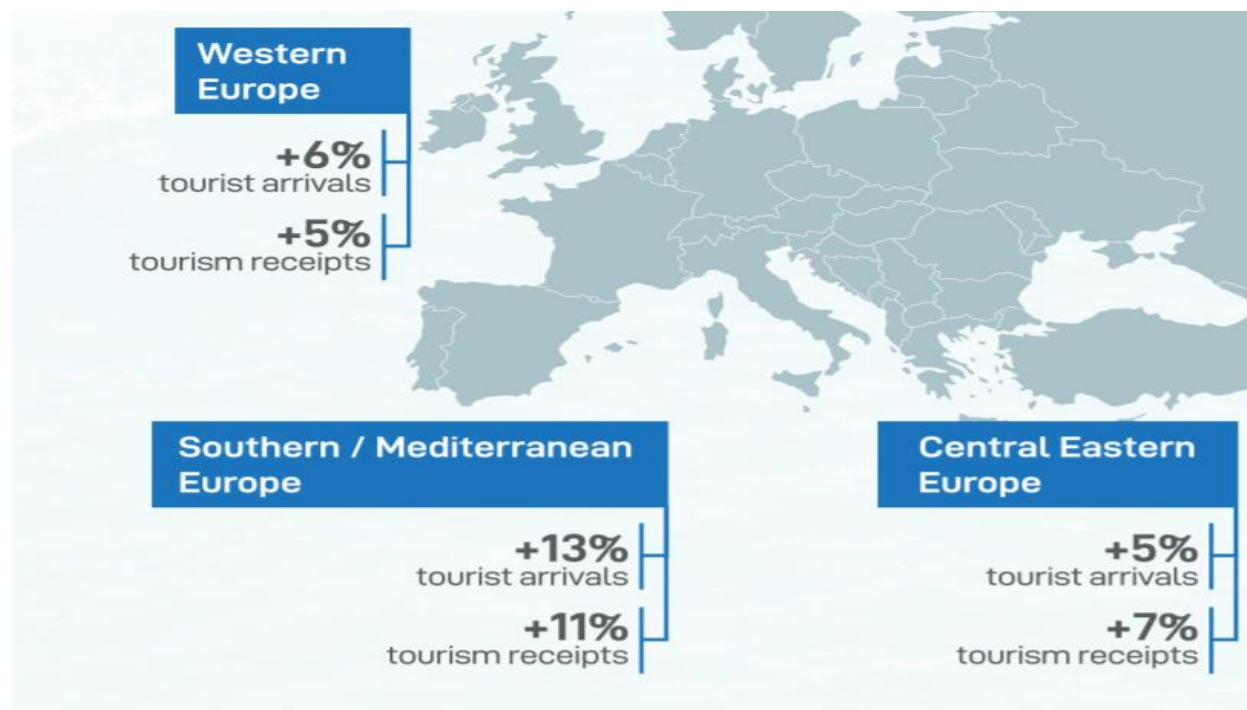 Western
Europe
+6%
tourist arrivals
+5%
tourism receipts
Southern / Mediterranean
Europe
+13%
tourist arrivals
+11%
tourism receipts
Central Eastern
Europe
+5%
tourist arrivals
+7%
tourism receipts